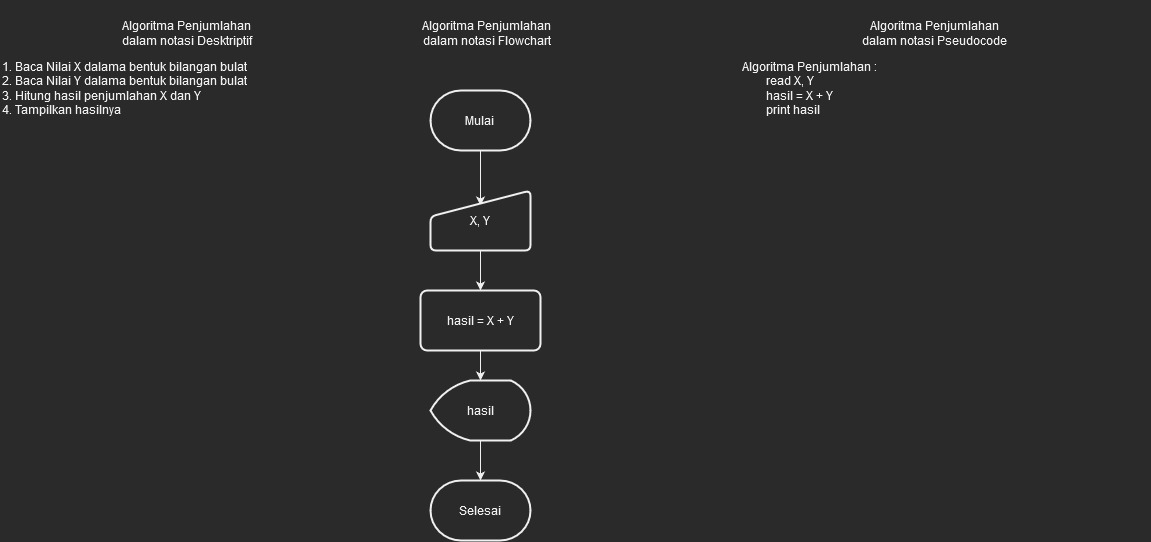 Algoritma Penjumlahan
dalam notasi Desktriptif
1. Baca Nilai X dalama bentuk bilangan bulat
2. Baca Nilai Y dalama bentuk bilangan bulat
3. Hitung hasil penjumlahan X dan Y
4. Tampilkan hasilnya
Algoritma Penjumlahan
dalam notasi Flowchart
Mulai
X, Y
hasil = X + Y
hasil
Selesai
Algoritma Penjumlahan
dalam notasi Pseudocode
Algoritma Penjumlahan :
read X, Y
hasil = X + Y
print hasil